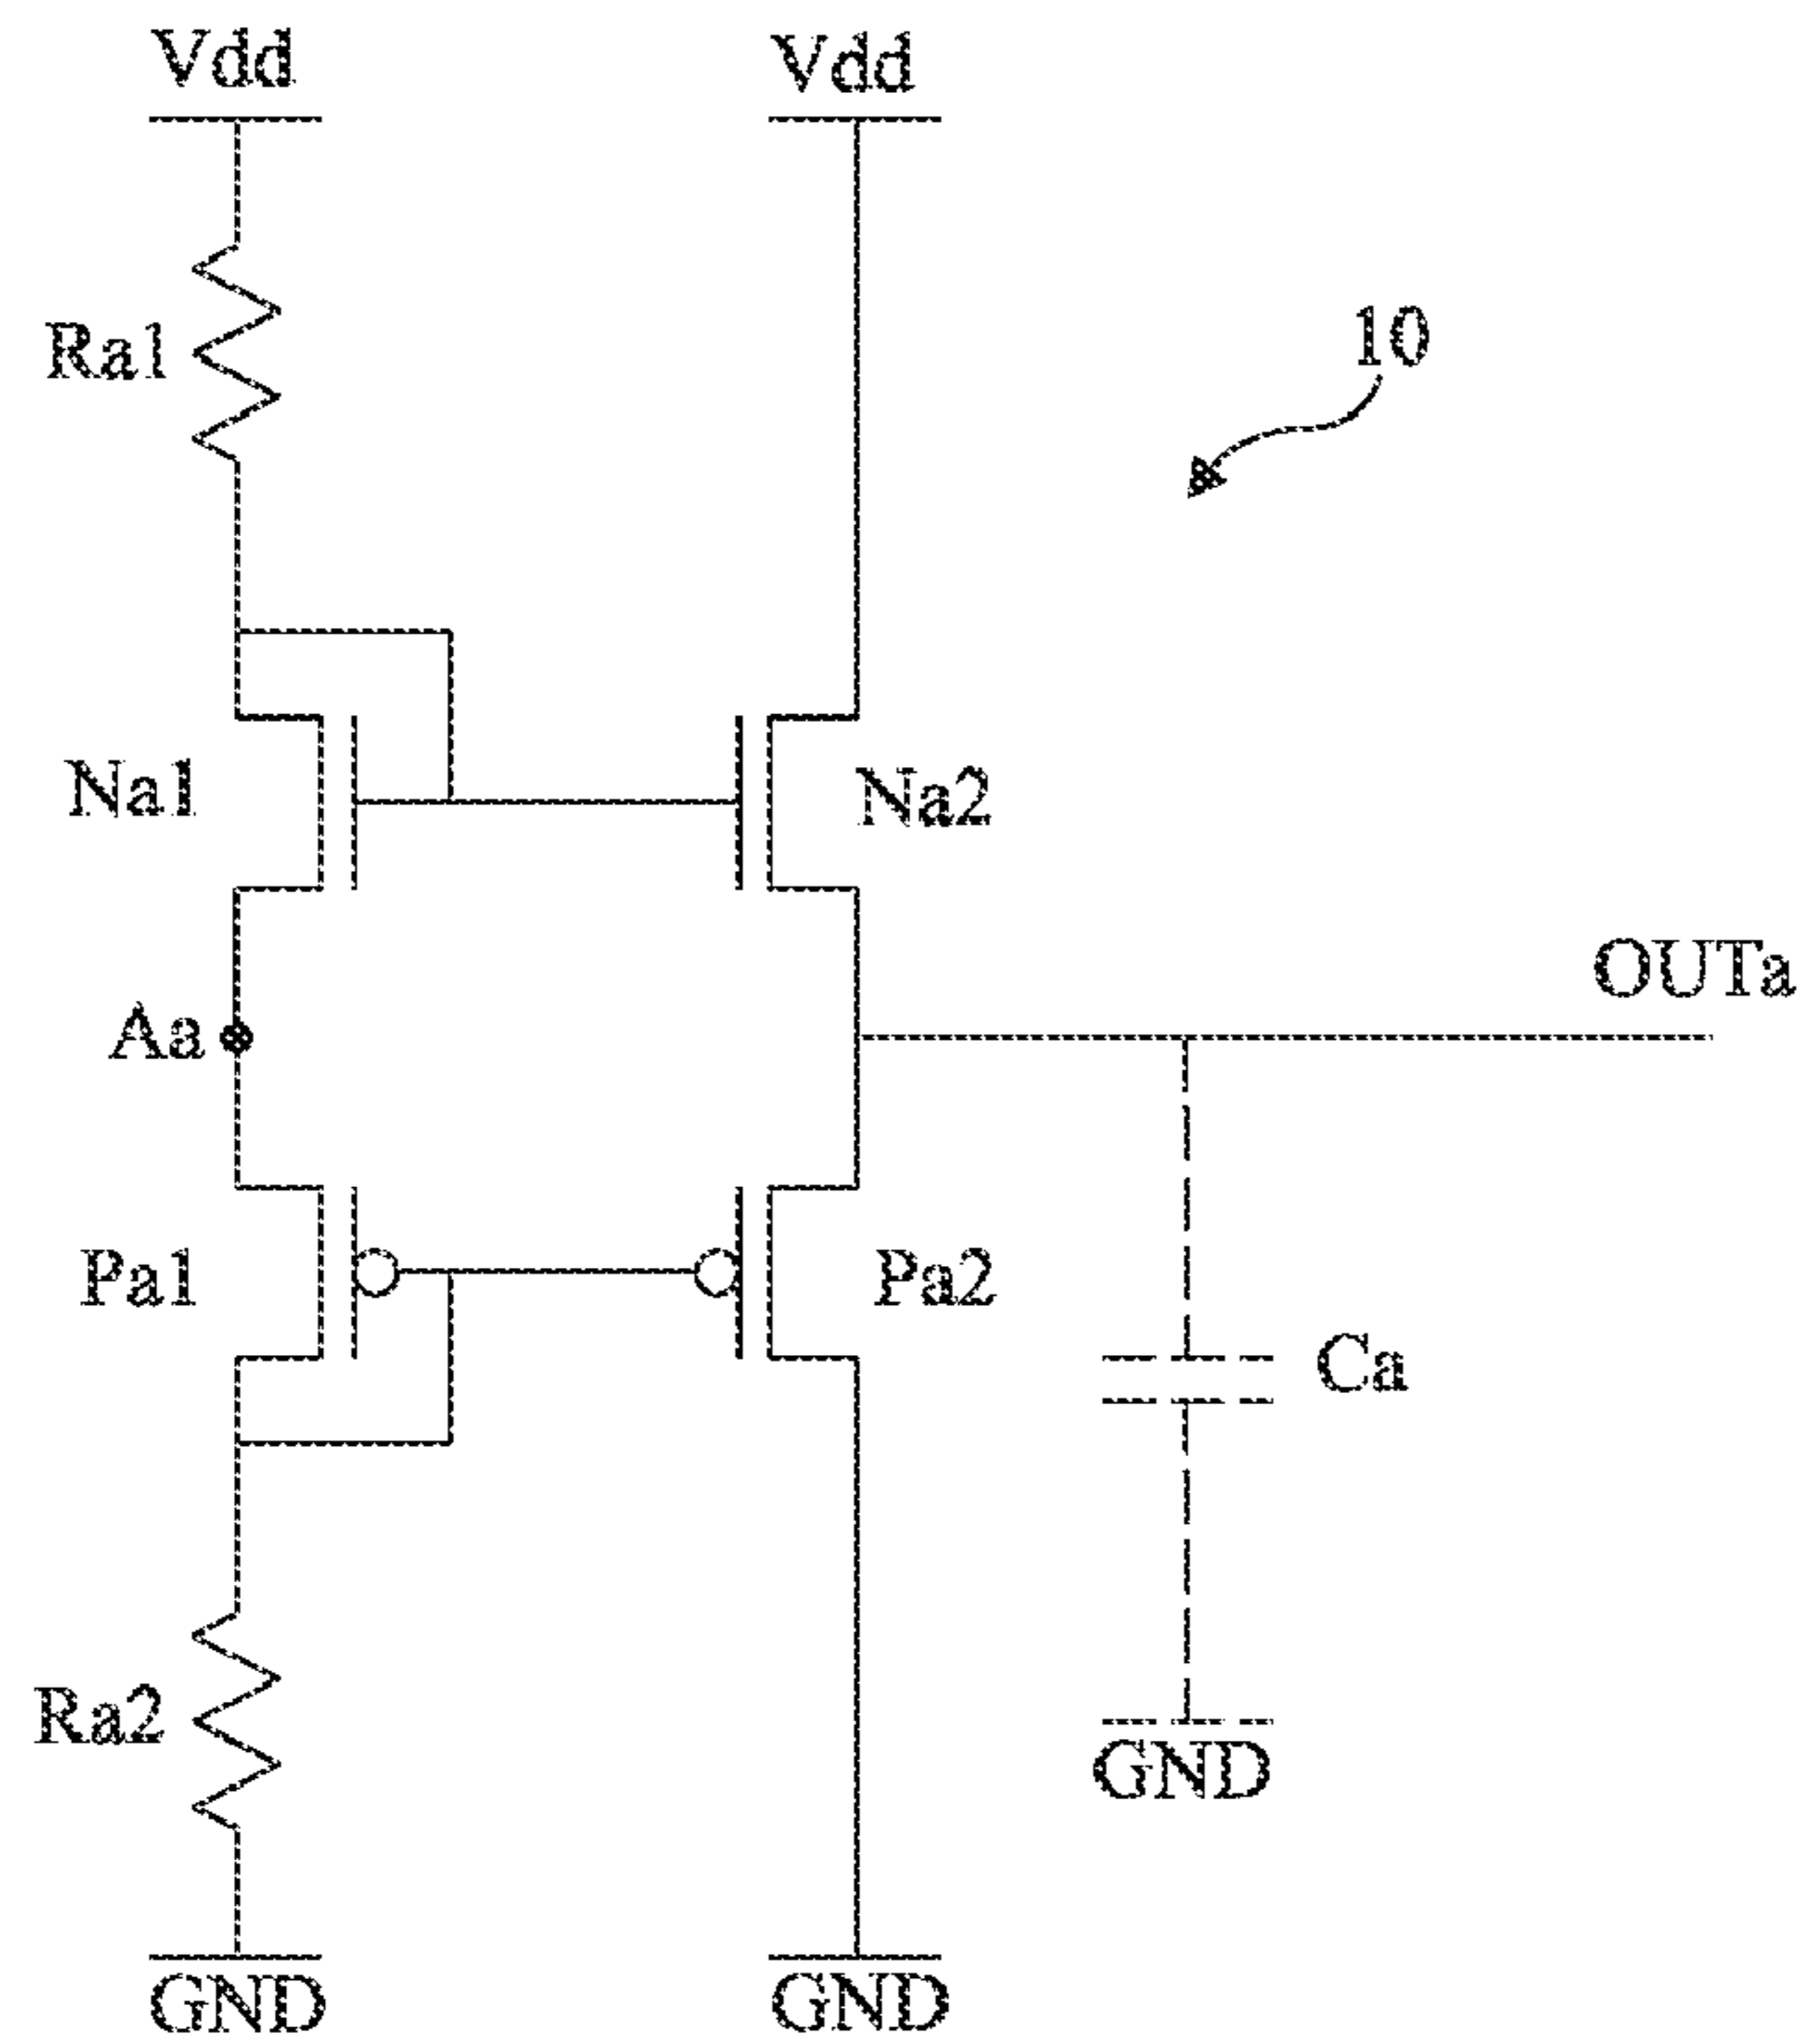 Vdd
Vdd
Ra1
10
Na1
Na2
OUTa
Aa
Pa1
Pa2
Ca
Ra2
GND
GND
GND